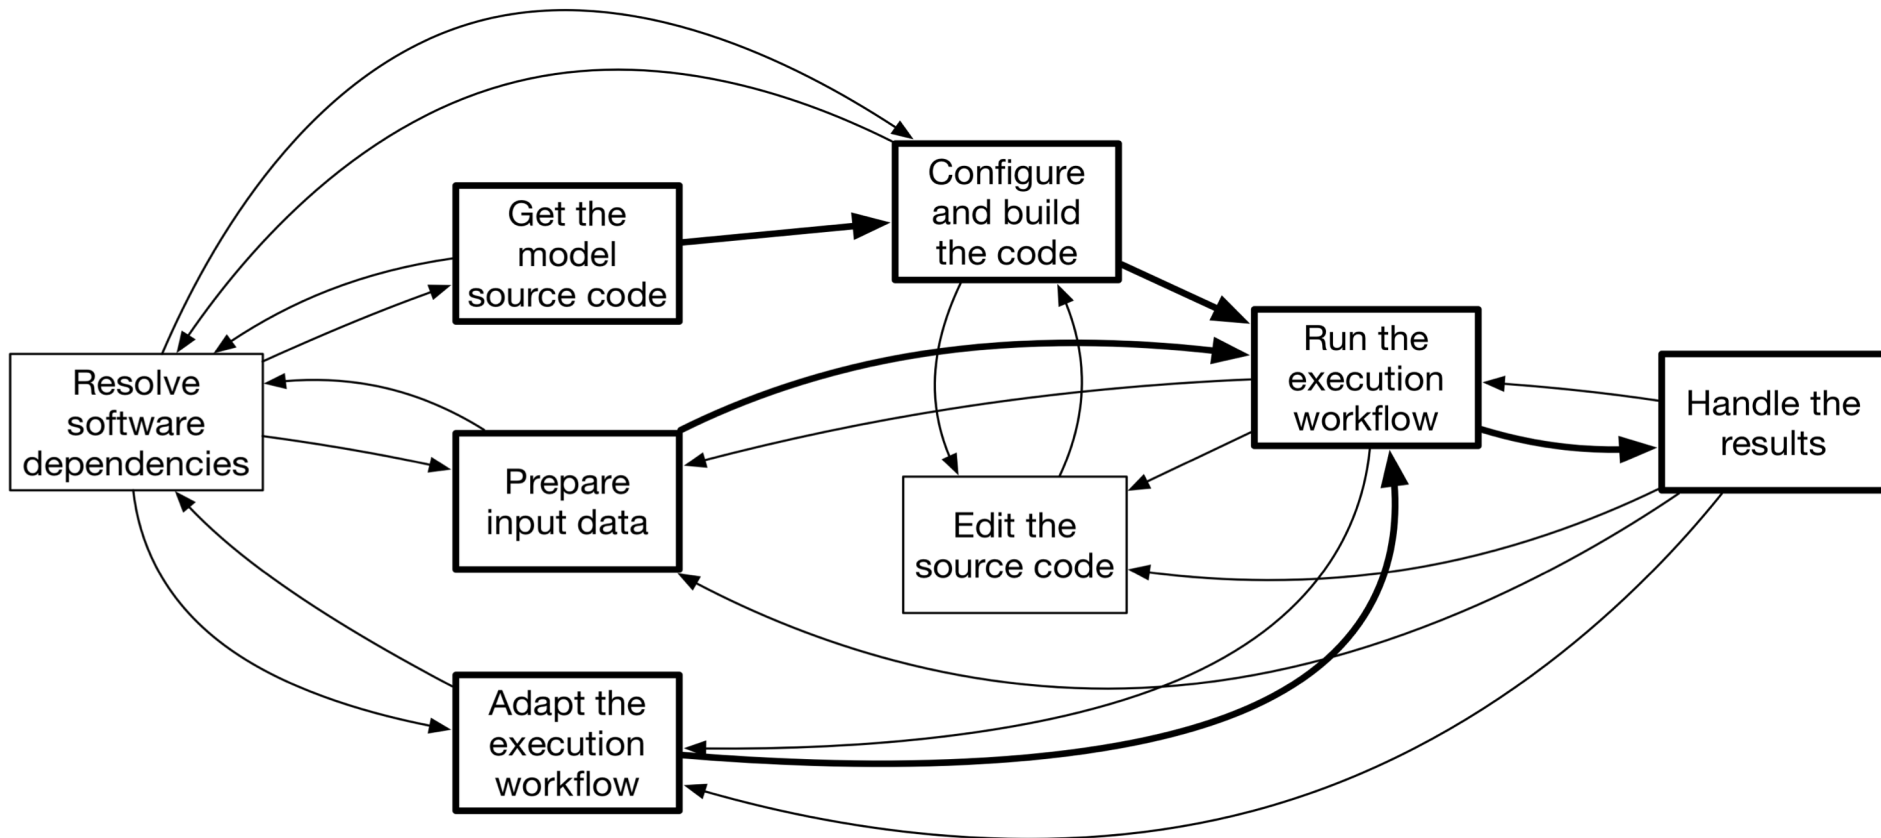 Configure
and build
the code
Get the
model
source code
Run the
execution
workflow
Resolve
software
dependencies
Handle the
results
Prepare
input data
Edit the
source code
Adapt the
execution
workflow